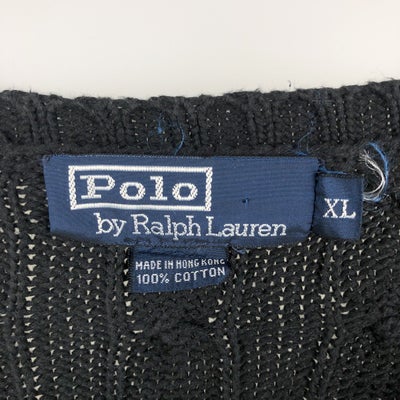 Polo
by Ralph Lauren
XL
MADE IN HONG KONG
100% COTTON